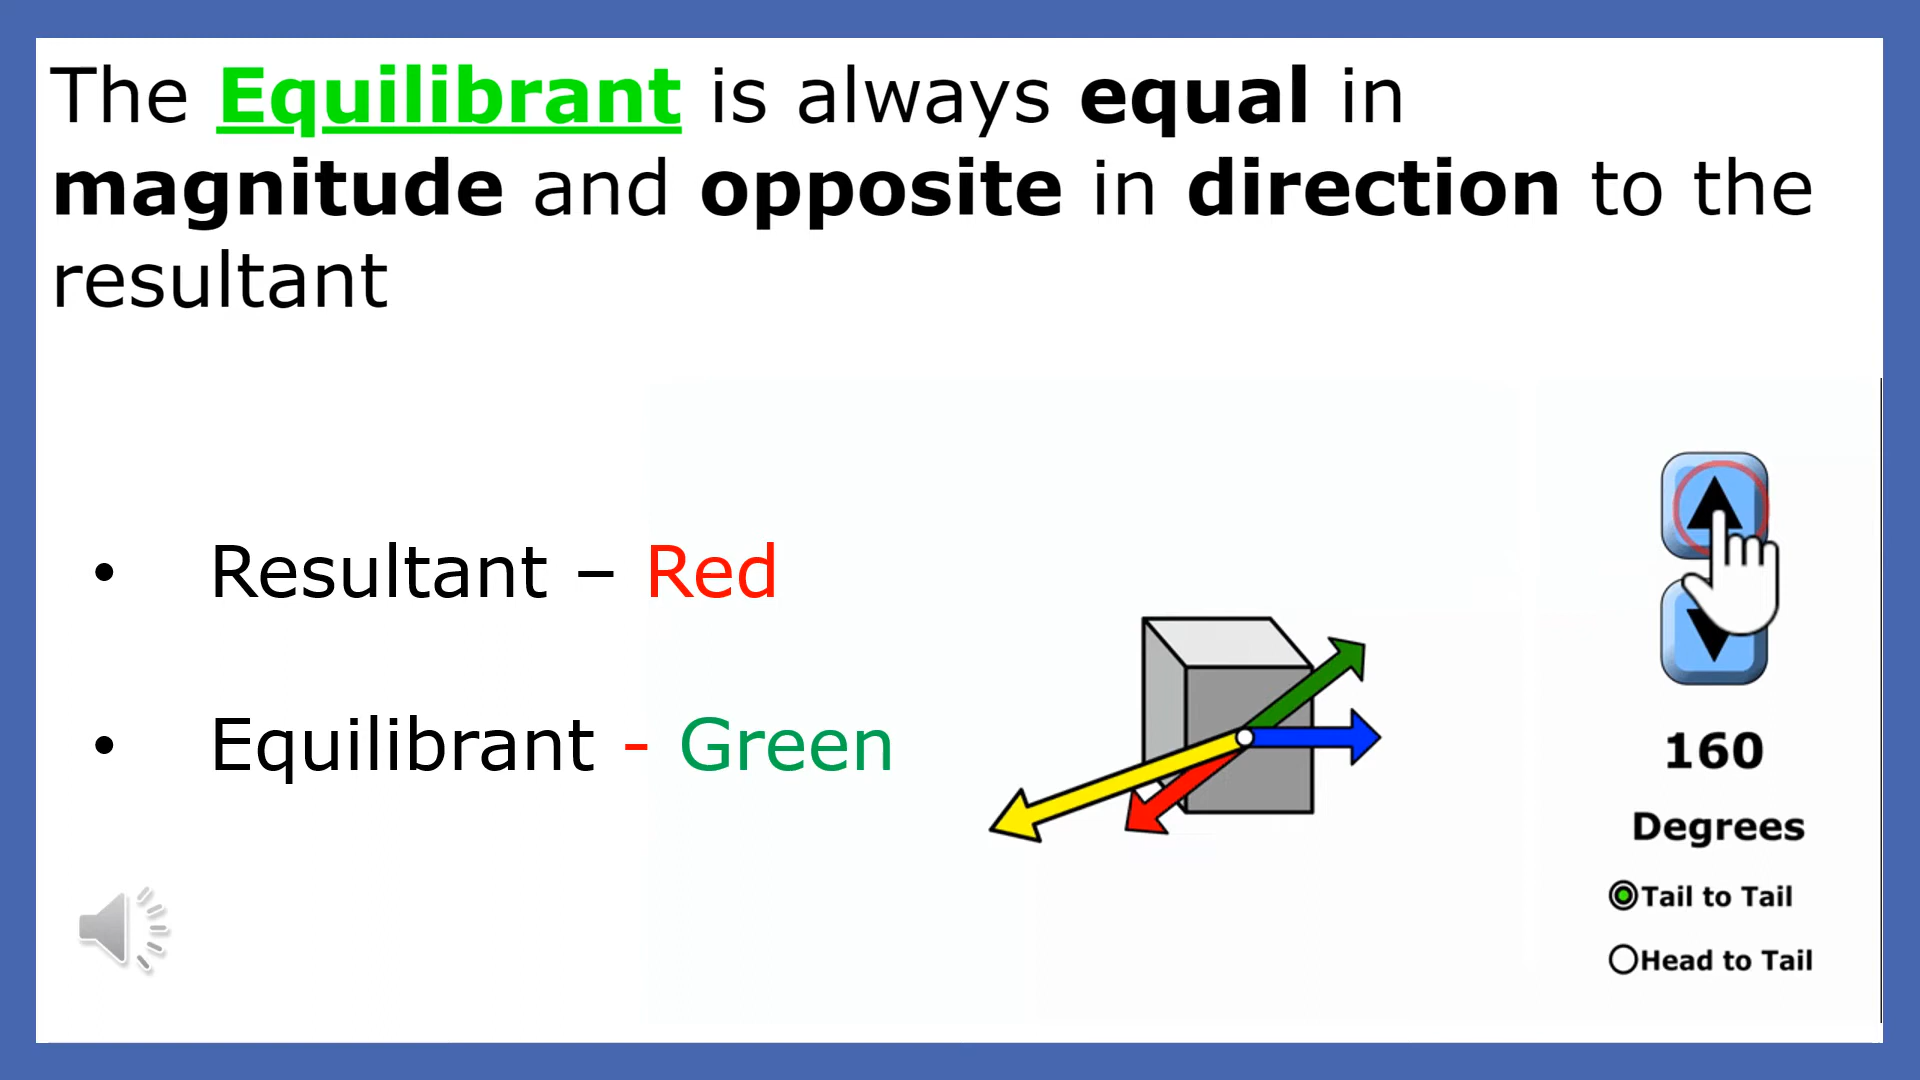 The Equilibrant is always equal in
magnitude and opposite in direction to the
resultant
• Resultant – Red
• Equilibrant - Green
160
Degrees
Tail to Tail
Head to Tail